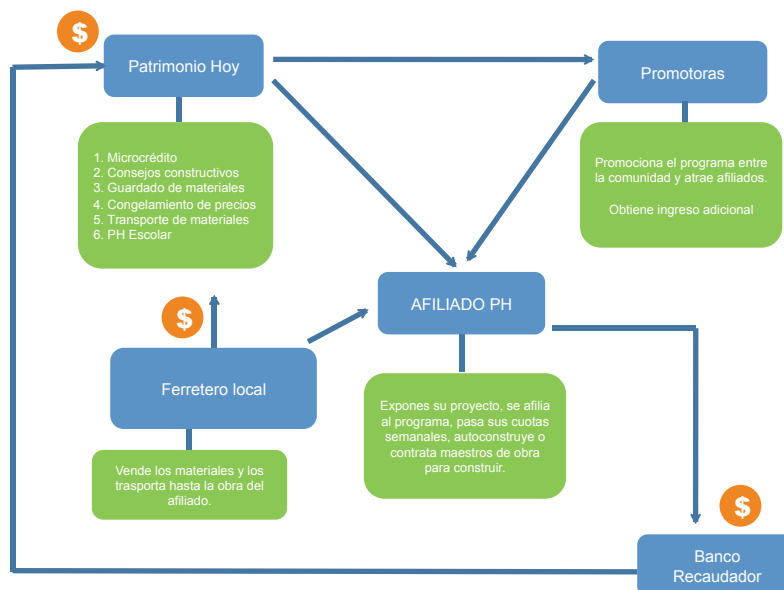 $
Patrimonio Hoy
Promotoras
1. Microcrédito
2. Consejos constructivos
3. Guardado de materiales
4. Congelamiento de precios
5. Transporte de materiales
6. PH Escolar
Promociona el programa entre
la comunidad y atrae afiliados.
Obtiene ingreso adicional
$
AFILIADO PH
Ferretero local
Expones su proyecto, se afilia
al programa, pasa sus cuotas
semanales, autoconstruye o
contrata maestros de obra
para construir.
Vende los materiales y los
trasporta hasta la obra del
afiliado.
$
Banco
Recaudador